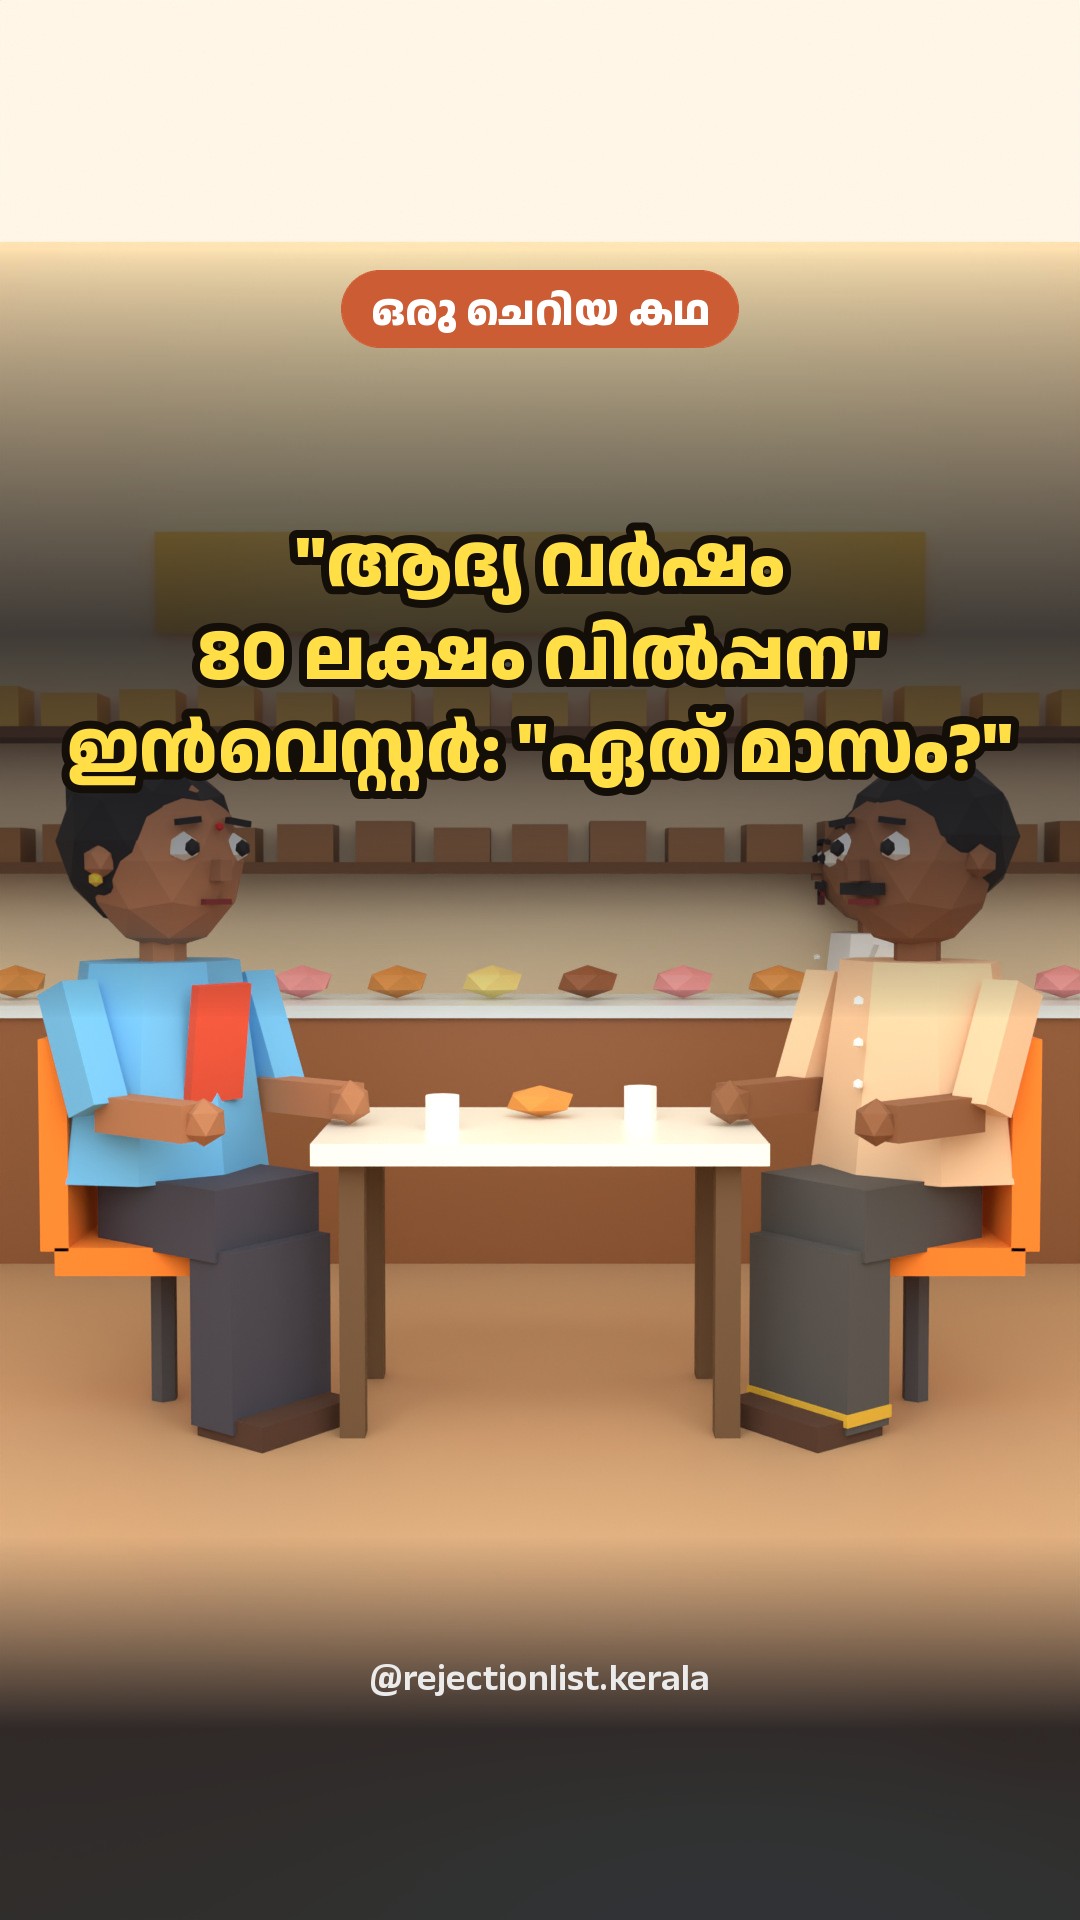 ഒരു ചെറിയ കഥ
"ആദ്യ വർഷം
80 ലക്ഷം വിൽപ്പന"
ഇൻവെസ്റ്റർ: "ഏത് മാസം?"
@rejectionlist.kerala